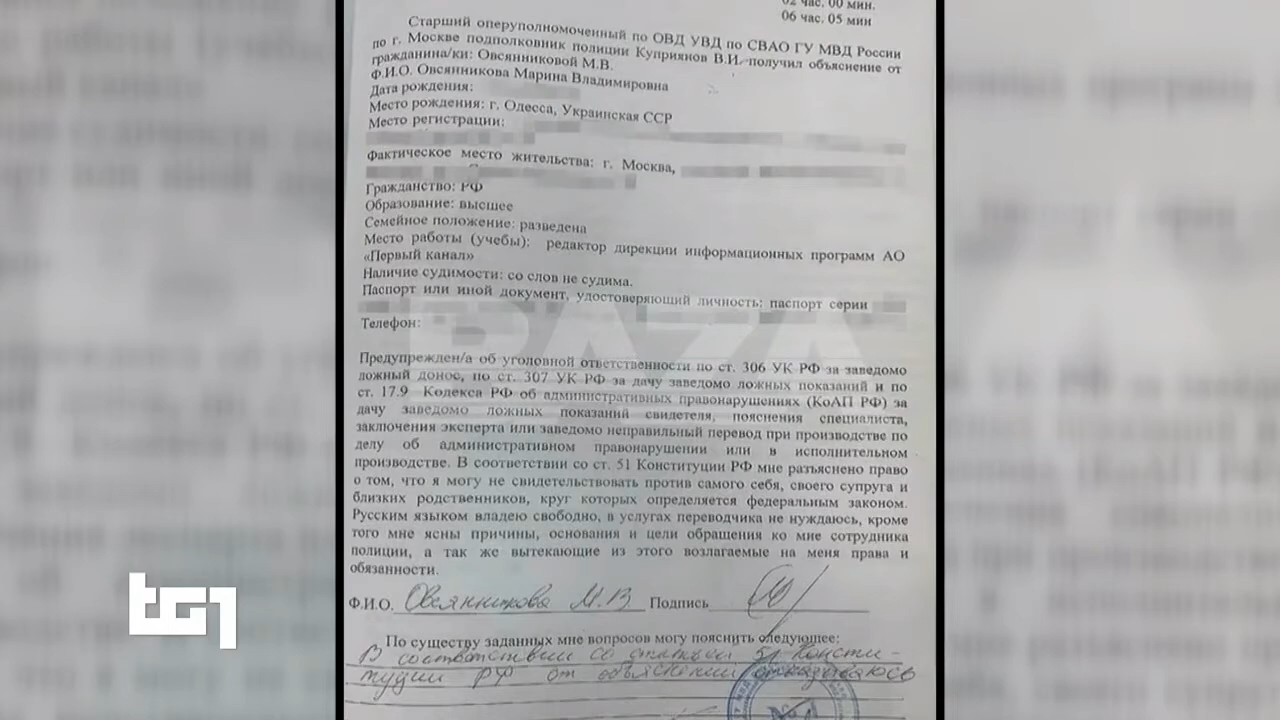 02 час. 00 мин.
06 час. 05 мин
Старший оперуполномоченный по ОВД УВД по СВАО ГУ МВД России
по г. Москве подполковник полиции Куприянов В.И. получил объяснение от
гражданина/ки: Овсянниковой М.В.
Ф.И.О. Овсянникова Марина Владимировна
Дата рождения:
Место рождения: г. Одесса, Украинская ССР
Место регистрации:
Фактическое место жительства: г. Москва,
Гражданство: РФ
Образование: высшее
Семейное положение: разведена
Место работы (учебы): редактор дирекции информационных программ АО
«Первый канал»
Наличие судимости: со слов не судима.
Паспорт или иной документ, удостоверяющий личность: паспорт серии
BAZA
Телефон:
Предупрежден/а об уголовной ответственности по ст. 306 УК РФ за заведомо
ложный донос, по ст. 307 УК РФ за дачу заведомо ложных показаний и по
ст. 17.9 Кодекса РФ об административных правонарушениях (КоАП РФ) за
дачу заведомо ложных показаний свидетеля, пояснения специалиста,
заключения эксперта или заведомо неправильный перевод при производстве по
делу об административном правонарушении или в исполнительном
производстве. В соответствии со ст. 51 Конституции РФ мне разъяснено право
о том, что я могу не свидетельствовать против самого себя, своего супруга и
близких родственников, круг которых определяется федеральным законом.
Русским языком владею свободно, в услугах переводчика не нуждаюсь, кроме
того мне ясны причины, основания и цели обращения ко мне сотрудника
полиции, а так же вытекающие из этого возлагаемые на меня права и
обязанности.
Ф.И.О. Овсянникова М.В Подпись
По существу заданных мне вопросов могу пояснить следующее:
В соответствии со статьей 51 Консти-
туции РФ от объяснений отказываюсь
tg1